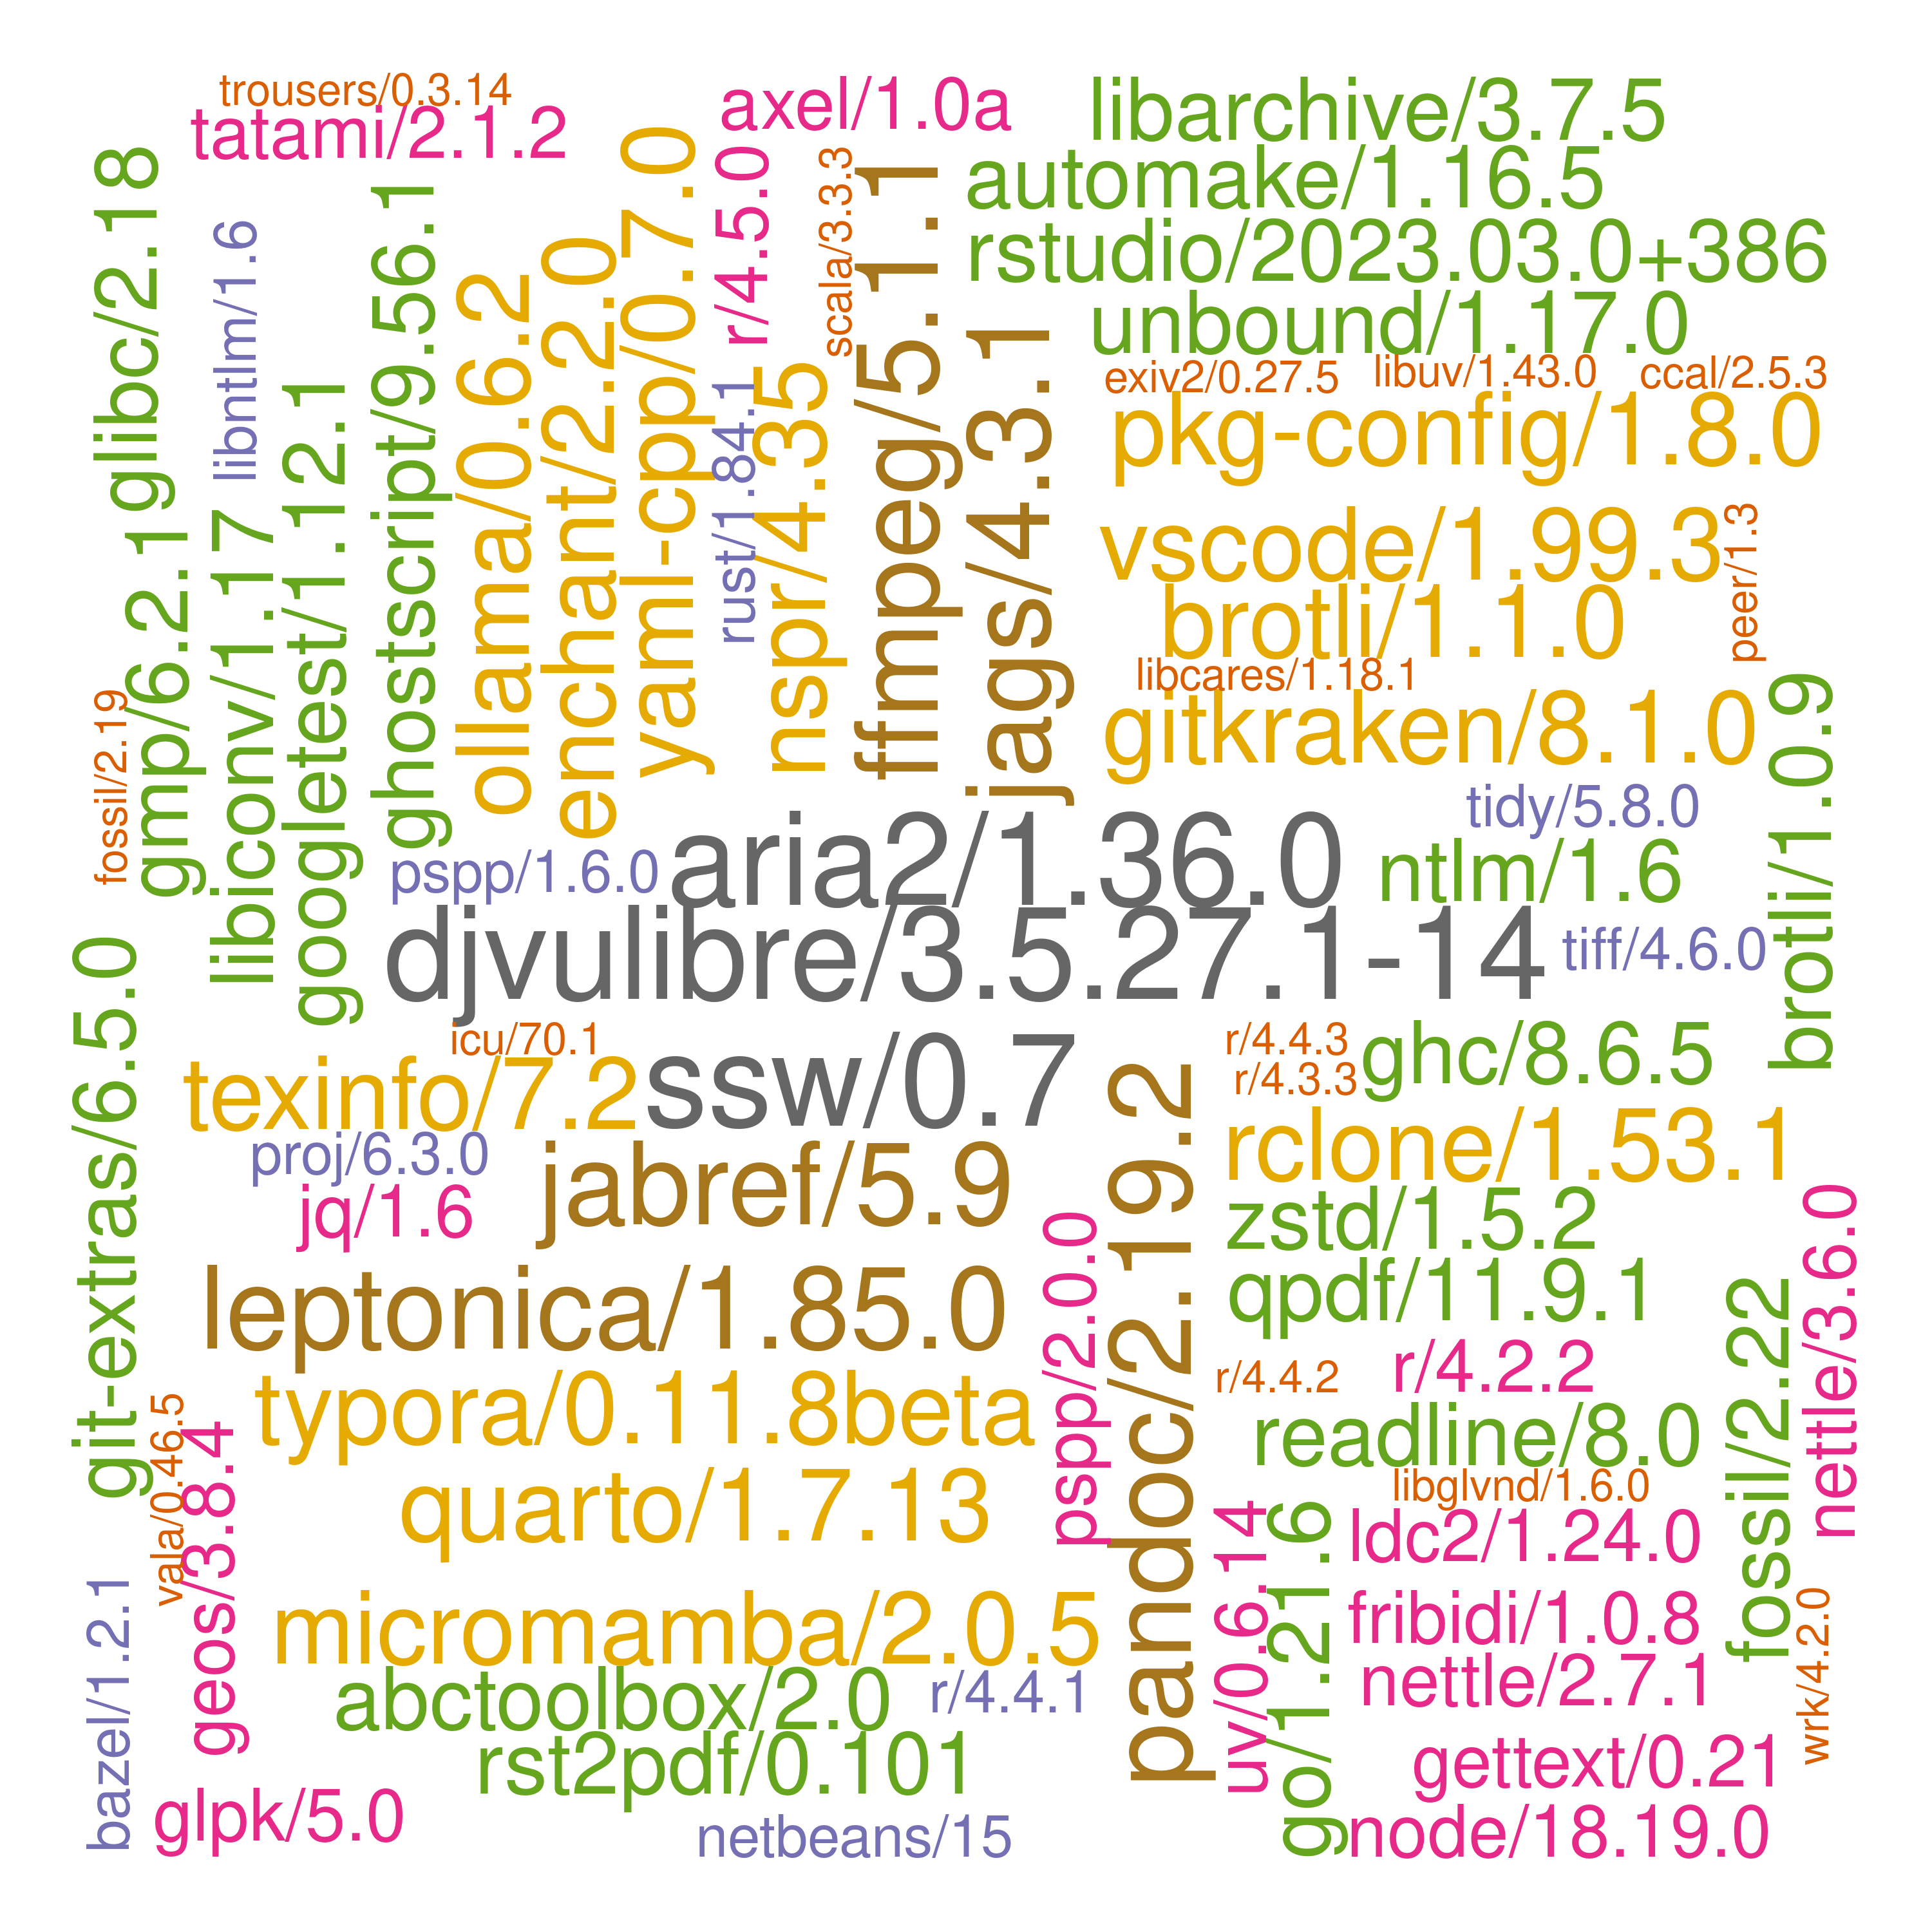 trousers/0.3.14
tatami/2.1.2
axel/1.0a
libarchive/3.7.5
automake/1.16.5
rstudio/2023.03.0+386
unbound/1.17.0
exiv2/0.27.5
libuv/1.43.0
ccal/2.5.3
pkg-config/1.8.0
glibc/2.18
libntlm/1.6
ghostscript/9.56.1
ollama/0.6.2
enchant/2.2.0
yaml-cpp/0.7.0
r/4.5.0
scala/3.3.3
rust/1.84.1
nspr/4.35
ffmpeg/5.1.1
jags/4.3.1
vscode/1.99.3
peer/1.3
brotli/1.1.0
libcares/1.18.1
gitkraken/8.1.0
fossil/2.19
gmp/6.2.1
libiconv/1.17
googletest/1.12.1
tidy/5.8.0
brotli/1.0.9
pspp/1.6.0
aria2/1.36.0
ntlm/1.6
djvulibre/3.5.27.1-14
tiff/4.6.0
git-extras/6.5.0
icu/70.1
texinfo/7.2
ssw/0.7
r/4.4.3
r/4.3.3
ghc/8.6.5
rclone/1.53.1
proj/6.3.0
jq/1.6
jabref/5.9
pspp/2.0.0
pandoc/2.19.2
zstd/1.5.2
qpdf/11.9.1
nettle/3.6.0
leptonica/1.85.0
r/4.4.2
r/4.2.2
typora/0.11.8beta
readline/8.0
fossil/2.22
vala/0.46.5
geos/3.8.4
quarto/1.7.13
libglvnd/1.6.0
ldc2/1.24.0
uv/0.6.14
go/1.21.6
bazel/1.2.1
micromamba/2.0.5
fribidi/1.0.8
wrk/4.2.0
abctoolbox/2.0
r/4.4.1
nettle/2.7.1
rst2pdf/0.101
gettext/0.21
glpk/5.0
netbeans/15
node/18.19.0